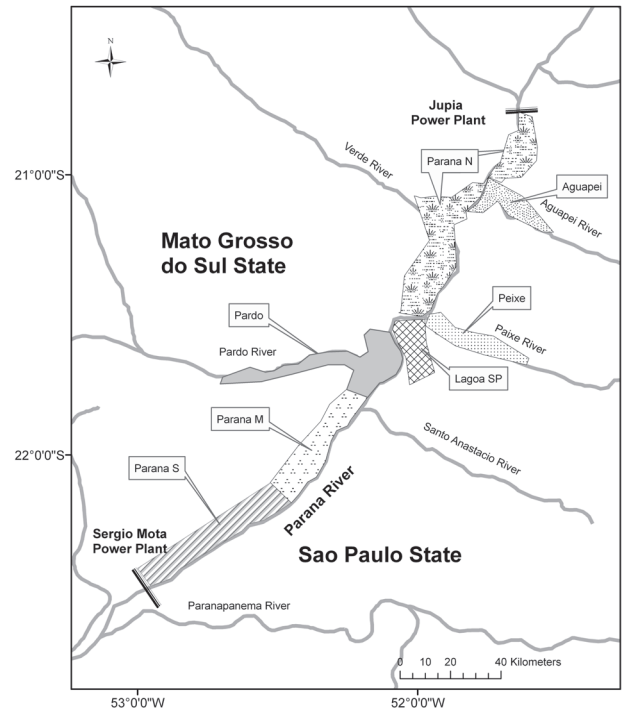 N
Jupia
Power Plant
Verde River
Parana N
21°0'0"S
Aguapei
Aguapei River
Mato Grosso
do Sul State
Peixe
Pardo
Paixe River
Pardo River
Lagoa SP
Parana M
Santo Anastacio River
22°0'0"S
Parana S
Parana River
Sergio Mota
Power Plant
Sao Paulo State
Paranapanema River
0 10 20 40 Kilometers
53°0'0"W 52°0'0"W